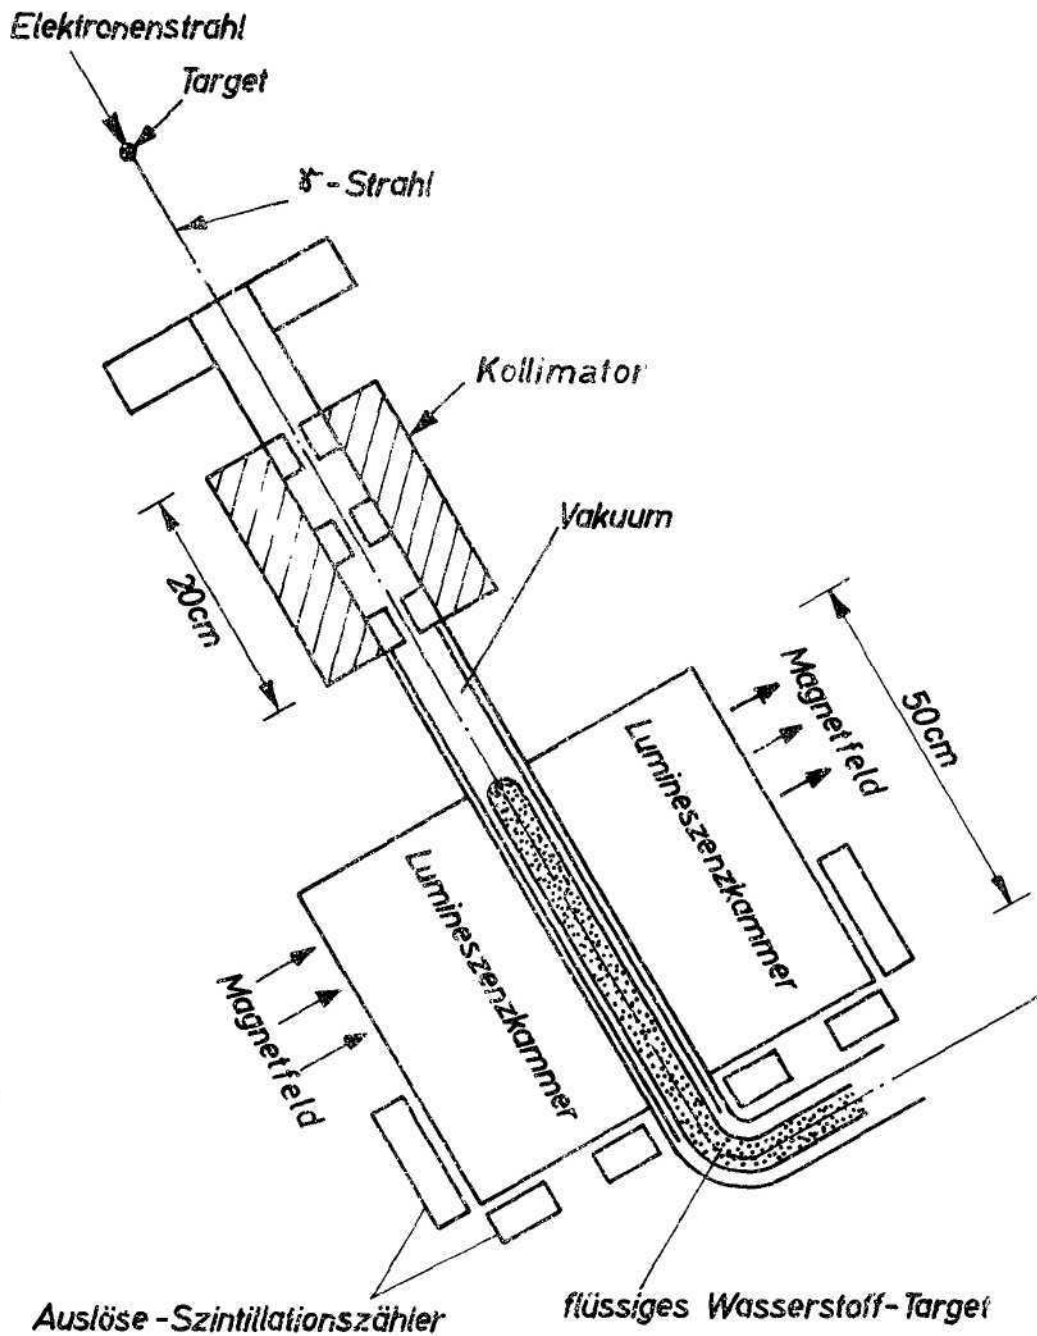 Elektronenstrahl
Target
γ-Strahl
Kollimator
Vakuum
20cm
50cm
Magnetfeld
Lumineszenzkammer
Lumineszenzkammer
Magnetfeld
Auslöse-Szintillationszähler
flüssiges Wasserstoff-Target